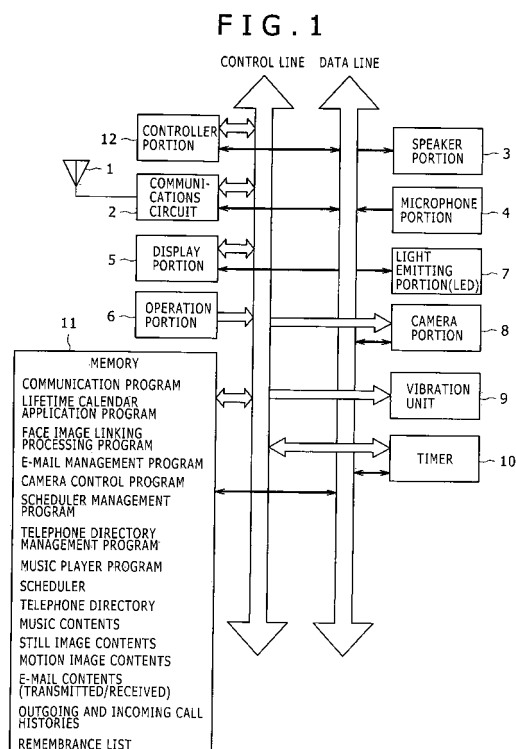 FIG.1
CONTROL LINE
DATA LINE
12
CONTROLLER
PORTION
1
COMMUNI-
CATIONS
CIRCUIT
2
DISPLAY
PORTION
5
OPERATION
PORTION
6
SPEAKER
PORTION
3
MICROPHONE
PORTION
4
LIGHT
EMITTING
PORTION(LED)
7
CAMERA
PORTION
8
VIBRATION
UNIT
9
TIMER
10
11
MEMORY
COMMUNICATION PROGRAM
LIFETIME CALENDAR
APPLICATION PROGRAM
FACE IMAGE LINKING
PROCESSING PROGRAM
E-MAIL MANAGEMENT PROGRAM
CAMERA CONTROL PROGRAM
SCHEDULER MANAGEMENT
PROGRAM
TELEPHONE DIRECTORY
MANAGEMENT PROGRAM
MUSIC PLAYER PROGRAM
SCHEDULER
TELEPHONE DIRECTORY
MUSIC CONTENTS
STILL IMAGE CONTENTS
MOTION IMAGE CONTENTS
E-MAIL CONTENTS
(TRANSMITTED/RECEIVED)
OUTGOING AND INCOMING CALL
HISTORIES
REMEMBRANCE LIST